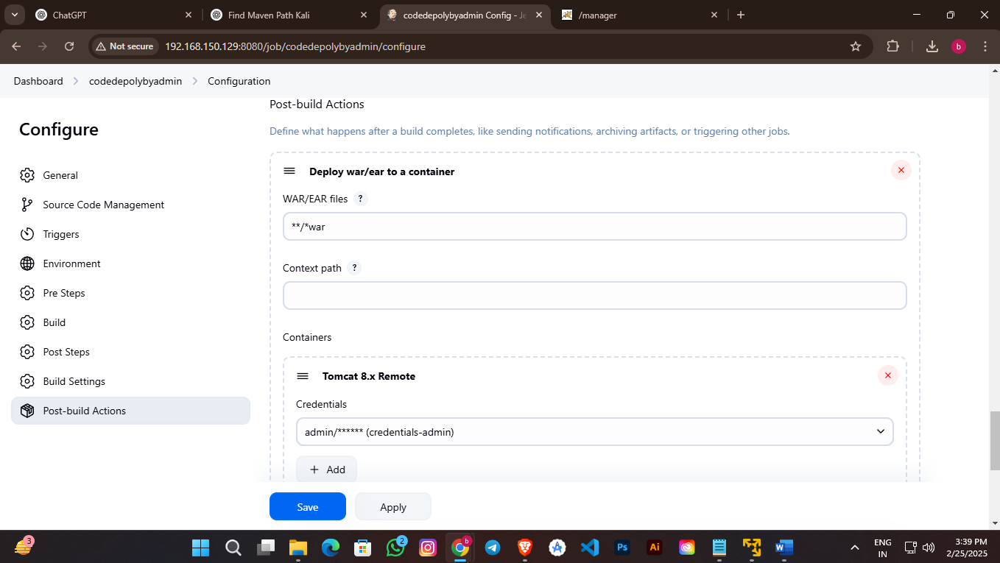 ChatGPT
Find Maven Path Kali
codedepolybyadmin Config - Je
/manager
Not secure
192.168.150.129:8080/job/codedepolybyadmin/configure
b
Dashboard
codedepolybyadmin
Configuration
Configure
General
Source Code Management
Triggers
Environment
Pre Steps
Build
Post Steps
Build Settings
Post-build Actions
Post-build Actions
Define what happens after a build completes, like sending notifications, archiving artifacts, or triggering other jobs.
Deploy war/ear to a container
WAR/EAR files ?
**/*war
Context path ?
Containers
Tomcat 8.x Remote
Credentials
admin/****** (credentials-admin)
+ Add
Save
Apply
3
2
b
Ps
Ai
W
ENG
IN
3:39 PM
2/25/2025